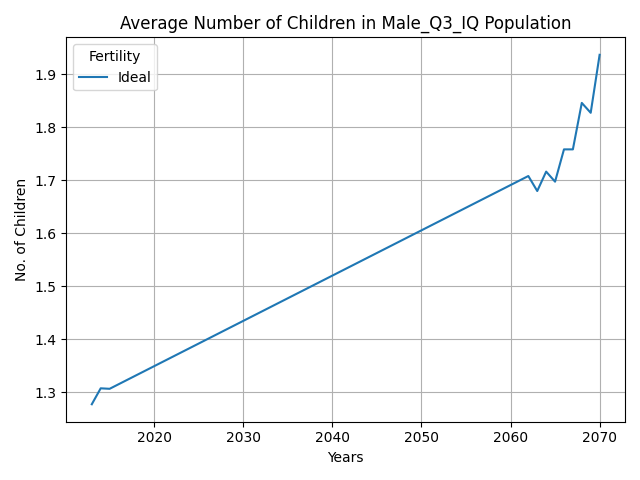 Average Number of Children in Male_Q3_IQ Population
Fertility
Ideal
No. of Children
1.9
1.8
1.7
1.6
1.5
1.4
1.3
2020 2030 2040 2050 2060 2070
Years